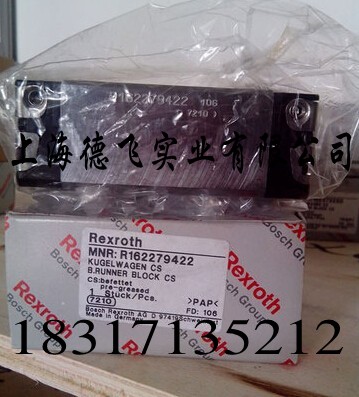 R162279422 106
7210
上海德飞实业有限公司
Rexroth
MNR: R162279422
KUGELWAGEN CS
B.RUNNER BLOCK CS
CS:befettet
pre-greased
1 Stück/Pcs.
7210
>PAP<
FD: 106
Bosch Rexroth AG D 97419Schweinfurt
Made in Germany
Rexroth
Bosch Group
Rexroth
Bosch Group
18317135212